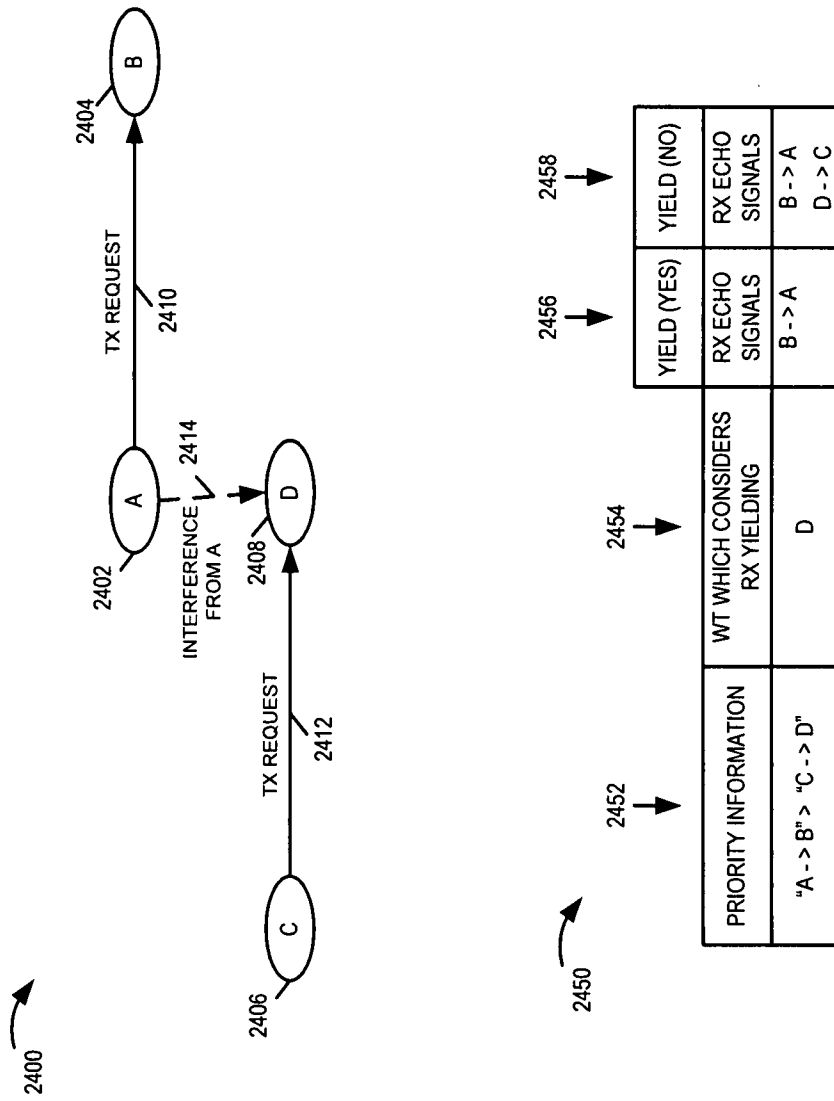 2400
2402
A
TX REQUEST
2410
2404
B
INTERFERENCE
FROM A
2414
2406
C
TX REQUEST
2412
2408
D
2450
2452
2454
2456
2458
YIELD (YES)
YIELD (NO)
PRIORITY INFORMATION
WT WHICH CONSIDERS
RX YIELDING
RX ECHO
SIGNALS
RX ECHO
SIGNALS
"A -> B" > "C -> D"
D
B -> A
B -> A
D -> C